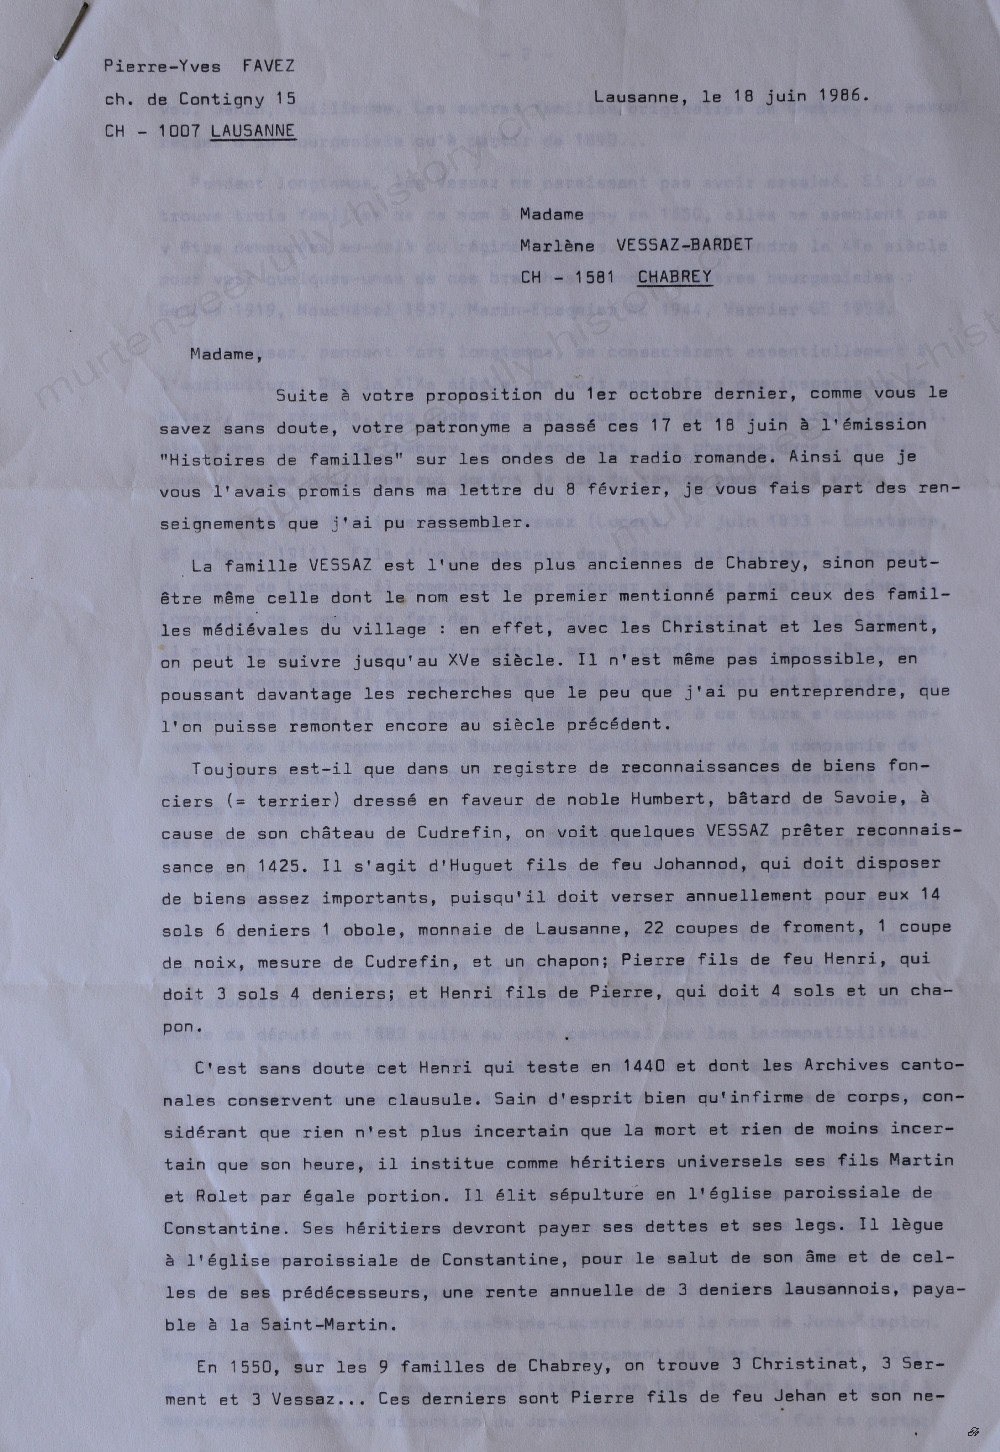 Pierre-Yves FAVEZ
ch. de Contigny 15
CH - 1007 LAUSANNE
Lausanne, le 18 juin 1986.
Madame
Marlène VESSAZ-BARDET
CH - 1581 CHABREY
Madame,
Suite à votre proposition du 1er octobre dernier, comme vous le
savez sans doute, votre patronyme a passé ces 17 et 18 juin à l'émission
"Histoires de familles" sur les ondes de la radio romande. Ainsi que je
vous l'avais promis dans ma lettre du 8 février, je vous fais part des ren-
seignements que j'ai pu rassembler.
La famille VESSAZ est l'une des plus anciennes de Chabrey, sinon peut-
être même celle dont le nom est le premier mentionné parmi ceux des famil-
les médiévales du village : en effet, avec les Christinat et les Sarment,
on peut le suivre jusqu'au XVe siècle. Il n'est même pas impossible, en
poussant davantage les recherches que le peu que j'ai pu entreprendre, que
l'on puisse remonter encore au siècle précédent.
Toujours est-il que dans un registre de reconnaissances de biens fon-
ciers (= terrier) dressé en faveur de noble Humbert, bâtard de Savoie, à
cause de son château de Cudrefin, on voit quelques VESSAZ prêter reconnais-
sance en 1425. Il s'agit d'Huguet fils de feu Johannod, qui doit disposer
de biens assez importants, puisqu'il doit verser annuellement pour eux 14
sols 6 deniers 1 obole, monnaie de Lausanne, 22 coupes de froment, 1 coupe
de noix, mesure de Cudrefin, et un chapon; Pierre fils de feu Henri, qui
doit 3 sols 4 deniers; et Henri fils de Pierre, qui doit 4 sols et un cha-
pon.
C'est sans doute cet Henri qui teste en 1440 et dont les Archives canto-
nales conservent une clausule. Sain d'esprit bien qu'infirme de corps, con-
sidérant que rien n'est plus incertain que la mort et rien de moins incer-
tain que son heure, il institue comme héritiers universels ses fils Martin
et Rolet par égale portion. Il élit sépulture en l'église paroissiale de
Constantine. Ses héritiers devront payer ses dettes et ses legs. Il lègue
à l'église paroissiale de Constantine, pour le salut de son âme et de cel-
les de ses prédécesseurs, une rente annuelle de 3 deniers lausannois, paya-
ble à la Saint-Martin.
En 1550, sur les 9 familles de Chabrey, on trouve 3 Christinat, 3 Ser-
ment et 3 Vessaz... Ces derniers sont Pierre fils de feu Jehan et son ne-
murtenseevully-history.ch